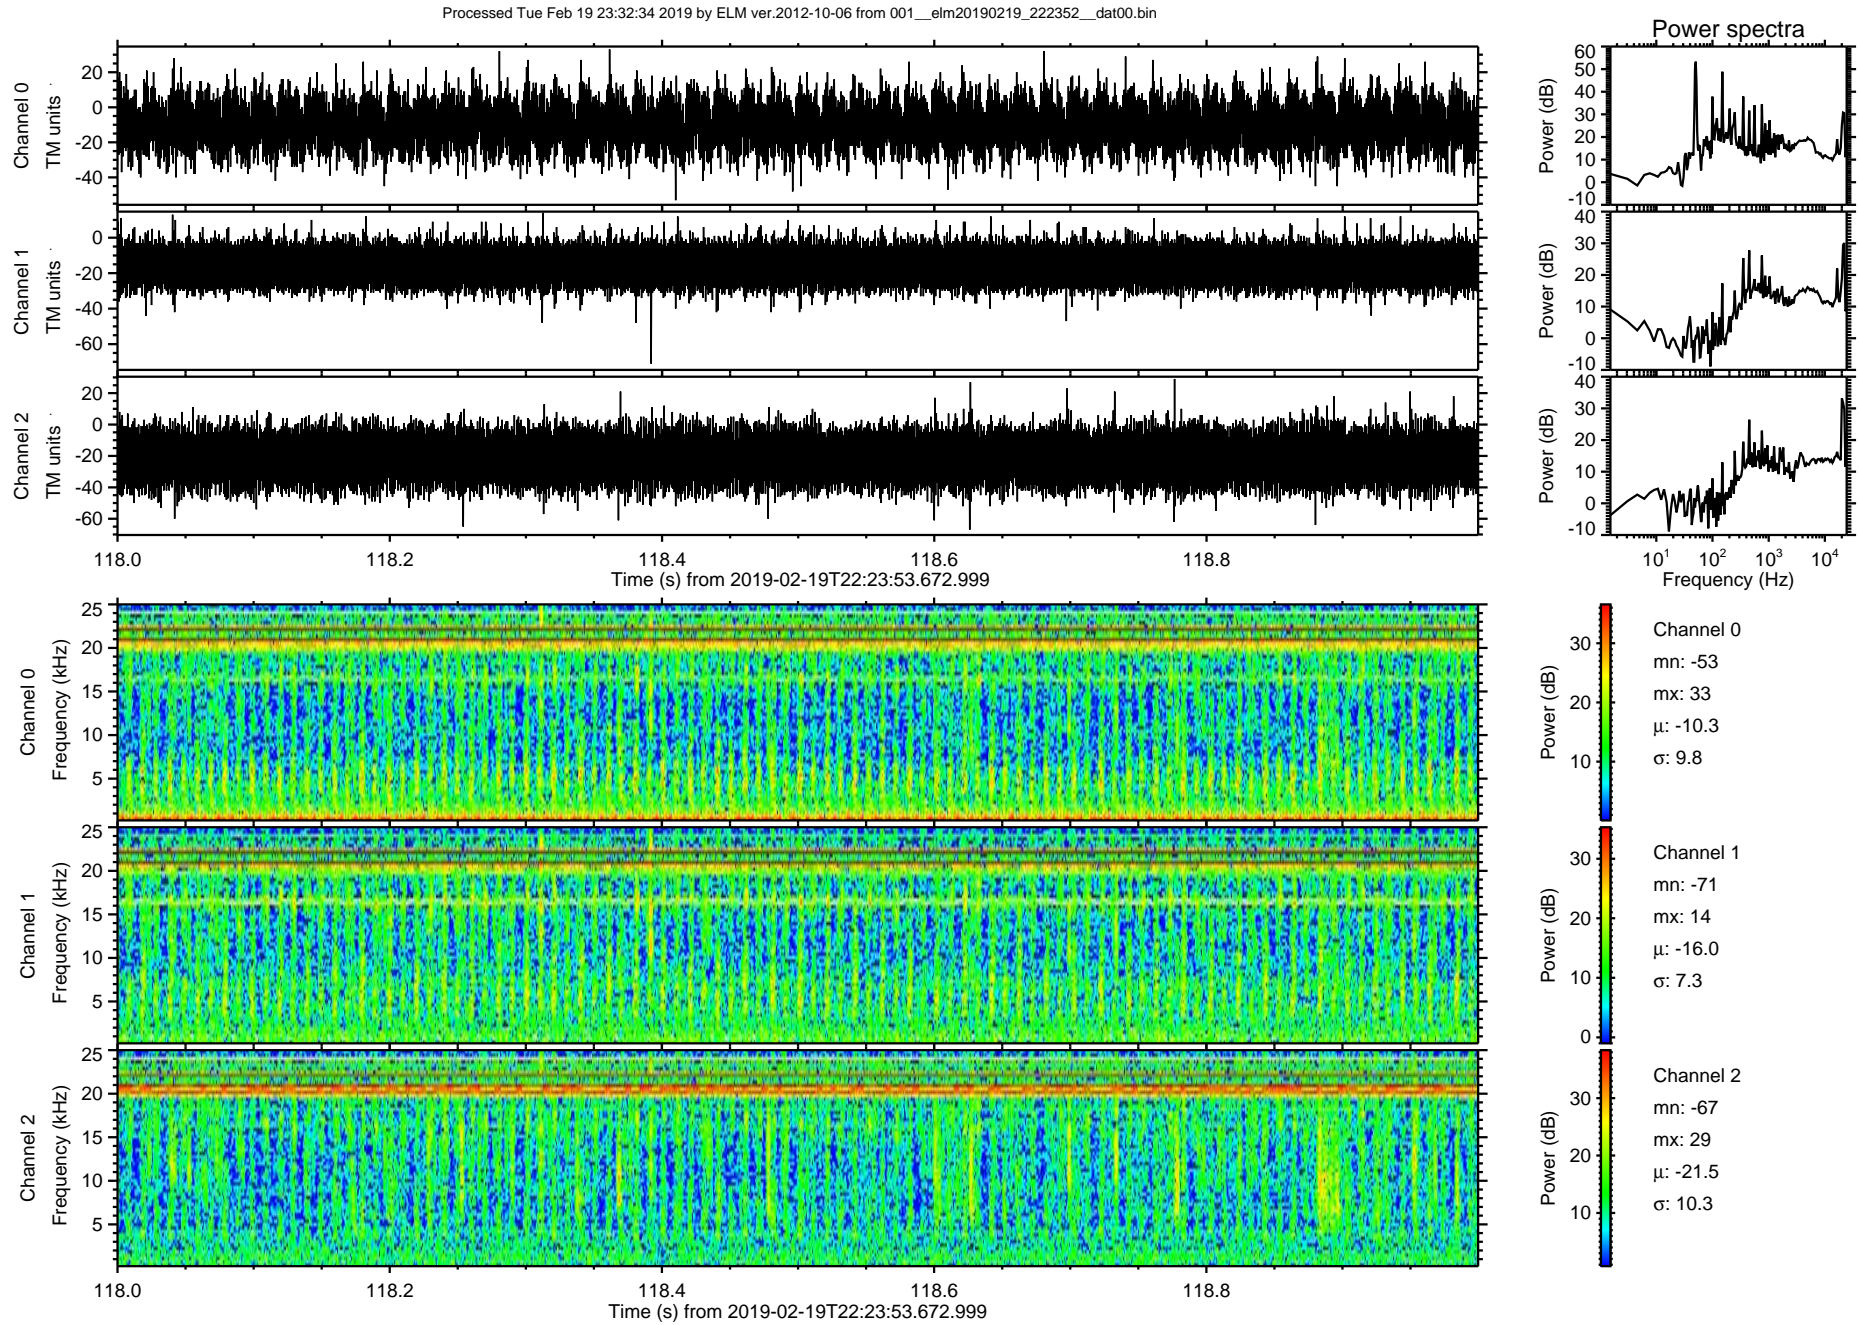 Processed Tue Feb 19 23:32:34 2019 by ELM ver.2012-10-06 from 001__elm20190219_222352__dat00.bin
Power spectra
Channel 0
TM units
20
0
-20
-40
Power (dB)
60
50
40
30
20
10
0
-10
Channel 1
TM units
0
-20
-40
-60
Power (dB)
40
30
20
10
0
-10
Channel 2
TM units
20
0
-20
-40
-60
Power (dB)
40
30
20
10
0
-10
118.0 118.2 118.4 118.6 118.8
Time (s) from 2019-02-19T22:23:53.672.999
10¹ 10² 10³ 10⁴
Frequency (Hz)
Channel 0
Frequency (kHz)
25
20
15
10
5
Power (dB)
30
20
10
Channel 0
mn: -53
mx: 33
μ: -10.3
σ: 9.8
Channel 1
Frequency (kHz)
25
20
15
10
5
Power (dB)
30
20
10
0
Channel 1
mn: -71
mx: 14
μ: -16.0
σ: 7.3
Channel 2
Frequency (kHz)
25
20
15
10
5
Power (dB)
30
20
10
Channel 2
mn: -67
mx: 29
μ: -21.5
σ: 10.3
118.0 118.2 118.4 118.6 118.8
Time (s) from 2019-02-19T22:23:53.672.999